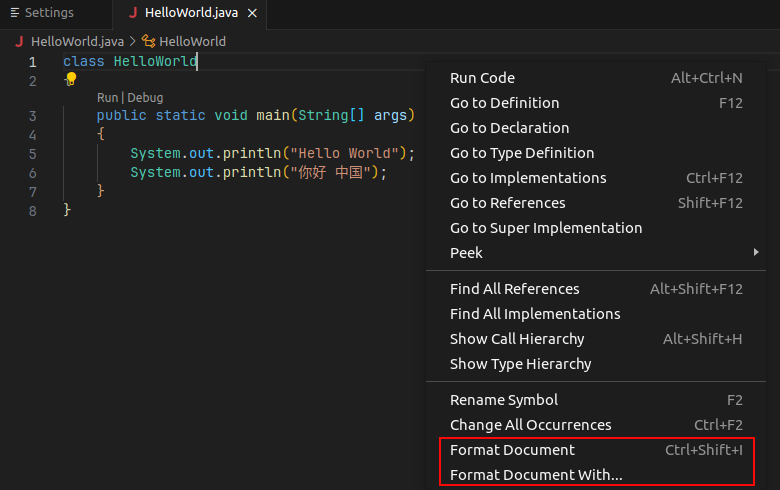 Settings
J HelloWorld.java ×
J HelloWorld.java > HelloWorld
1 class HelloWorld
2
Run | Debug
3 public static void main(String[] args)
4 {
5 System.out.println("Hello World");
6 System.out.println("你好 中国");
7 }
8 }
Run Code Alt+Ctrl+N
Go to Definition F12
Go to Declaration
Go to Type Definition
Go to Implementations Ctrl+F12
Go to References Shift+F12
Go to Super Implementation
Peek
Find All References Alt+Shift+F12
Find All Implementations
Show Call Hierarchy Alt+Shift+H
Show Type Hierarchy
Rename Symbol F2
Change All Occurrences Ctrl+F2
Format Document Ctrl+Shift+I
Format Document With...